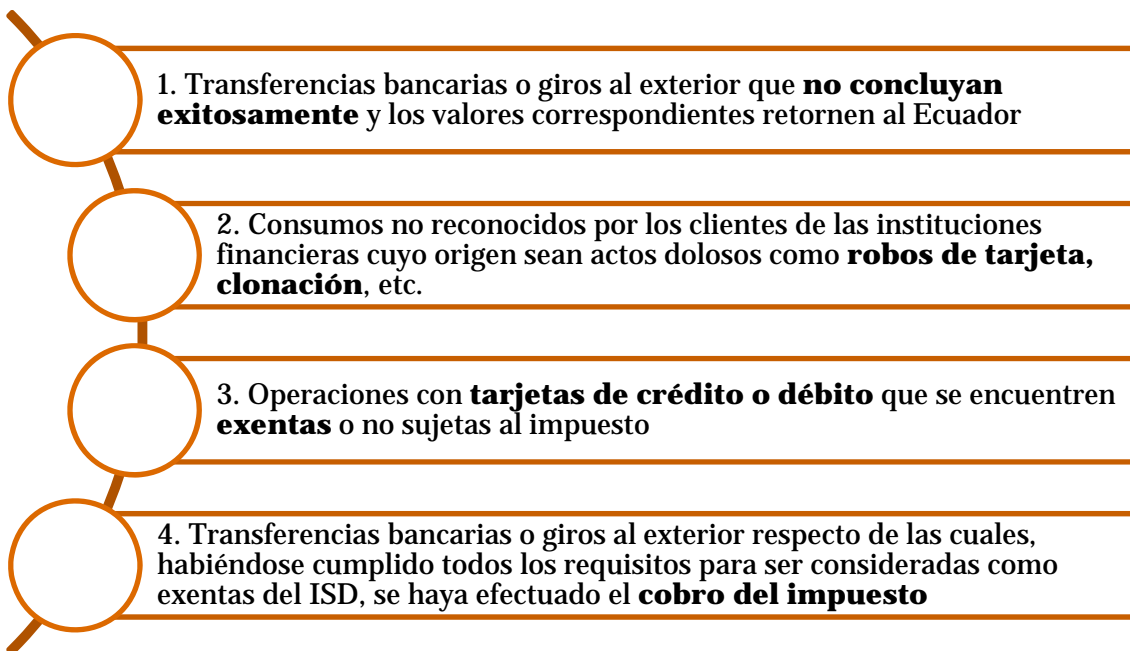 1. Transferencias bancarias o giros al exterior que no concluyan
exitosamente y los valores correspondientes retornen al Ecuador
2. Consumos no reconocidos por los clientes de las instituciones
financieras cuyo origen sean actos dolosos como robos de tarjeta,
clonación, etc.
3. Operaciones con tarjetas de crédito o débito que se encuentren
exentas o no sujetas al impuesto
4. Transferencias bancarias o giros al exterior respecto de las cuales,
habiéndose cumplido todos los requisitos para ser consideradas como
exentas del ISD, se haya efectuado el cobro del impuesto